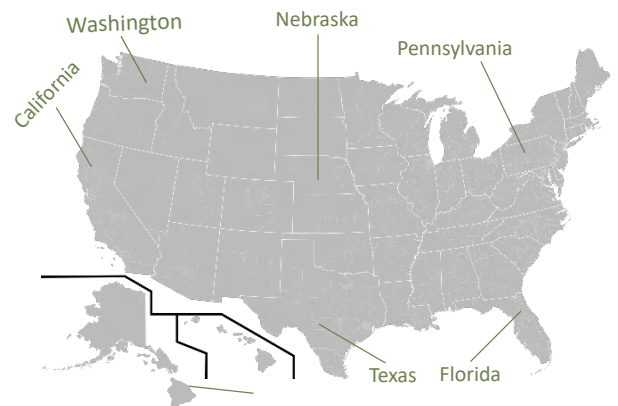 Nebraska
Washington
Pennsylvania
California
Texas
Florida